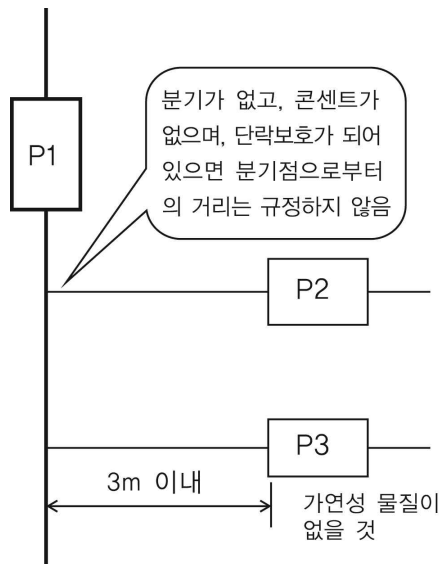 분기가 없고, 콘센트가
없으며, 단락보호가 되어
있으면 분기점으로부터
의 거리는 규정하지 않음
P1
P2
P3
3m 이내
가연성 물질이
없을 것